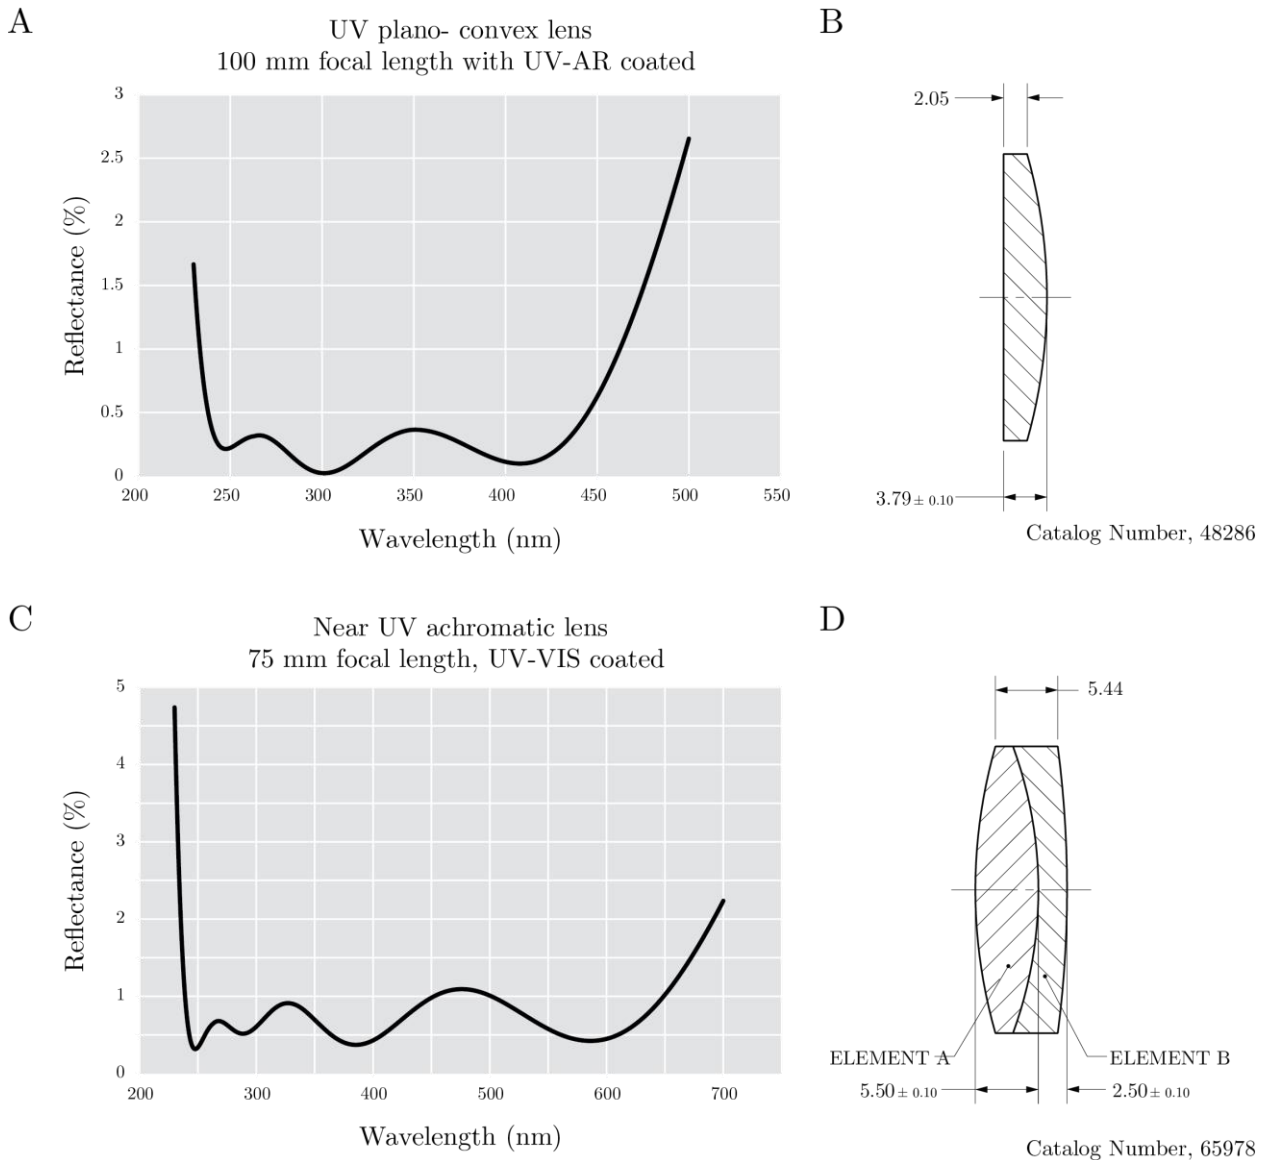 A
UV plano- convex lens
100 mm focal length with UV-AR coated
Reflectance (%)
3
2.5
2
1.5
1
0.5
0
200 250 300 350 400 450 500 550
Wavelength (nm)
B
2.05
3.79 ± 0.10
Catalog Number, 48286
C
Near UV achromatic lens
75 mm focal length, UV-VIS coated
Reflectance (%)
5
4
3
2
1
0
200 300 400 500 600 700
Wavelength (nm)
D
5.44
ELEMENT A ELEMENT B
5.50 ± 0.10 2.50 ± 0.10
Catalog Number, 65978